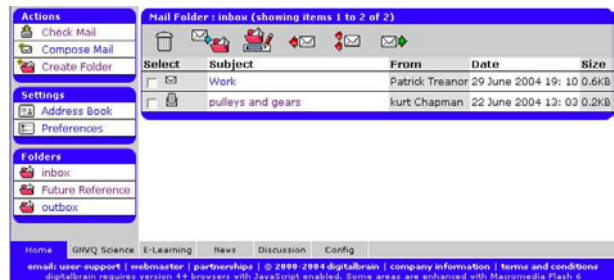 Actions
Check Mail
Compose Mail
Create Folder
Settings
Address Book
Preferences
Folders
inbox
Future Reference
outbox
Mail Folder : inbox (showing items 1 to 2 of 2)
Select Subject From Date Size
Work Patrick Treanor 29 June 2004 19: 10 0.6KB
pulleys and gears kurt Chapman 22 June 2004 13: 03 0.2KB
Home GNVQ Science E-Learning News Discussion Config
email: user-support | webmaster | partnerships | © 2000-2004 digitalbrain | company information | terms and conditions
digitalbrain requires version 4+ browsers with JavaScript enabled. Some areas are enhanced with Macromedia Flash 6